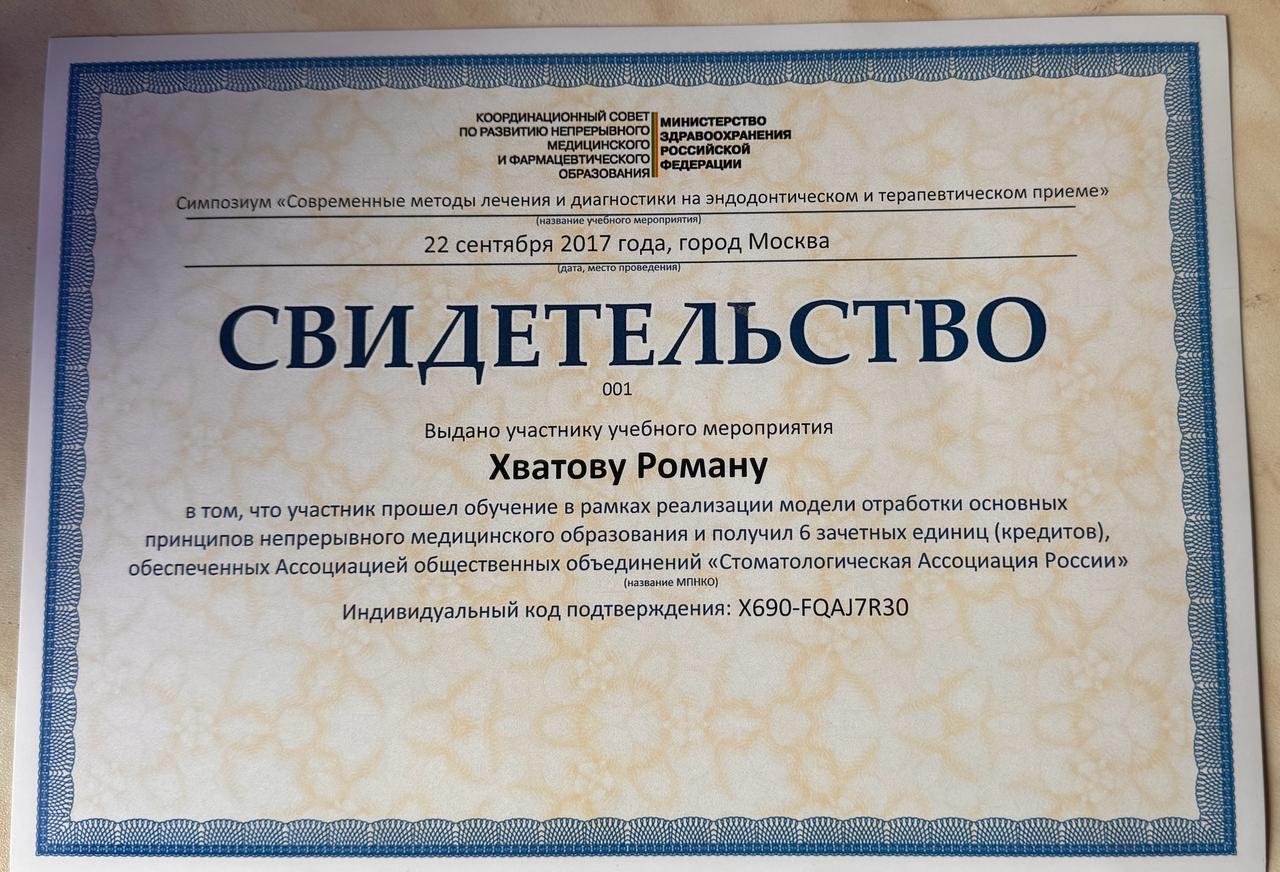 КООРДИНАЦИОННЫЙ СОВЕТ
ПО РАЗВИТИЮ НЕПРЕРЫВНОГО
МЕДИЦИНСКОГО
И ФАРМАЦЕВТИЧЕСКОГО
ОБРАЗОВАНИЯ
МИНИСТЕРСТВО
ЗДРАВООХРАНЕНИЯ
РОССИЙСКОЙ
ФЕДЕРАЦИИ
Симпозиум «Современные методы лечения и диагностики на эндодонтическом и терапевтическом приеме»
(название учебного мероприятия)
22 сентября 2017 года, город Москва
(дата, место проведения)
СВИДЕТЕЛЬСТВО
001
Выдано участнику учебного мероприятия
Хватову Роману
в том, что участник прошел обучение в рамках реализации модели отработки основных
принципов непрерывного медицинского образования и получил 6 зачетных единиц (кредитов),
обеспеченных Ассоциацией общественных объединений «Стоматологическая Ассоциация России»
(название МПНКО)
Индивидуальный код подтверждения: X690-FQAJ7R30